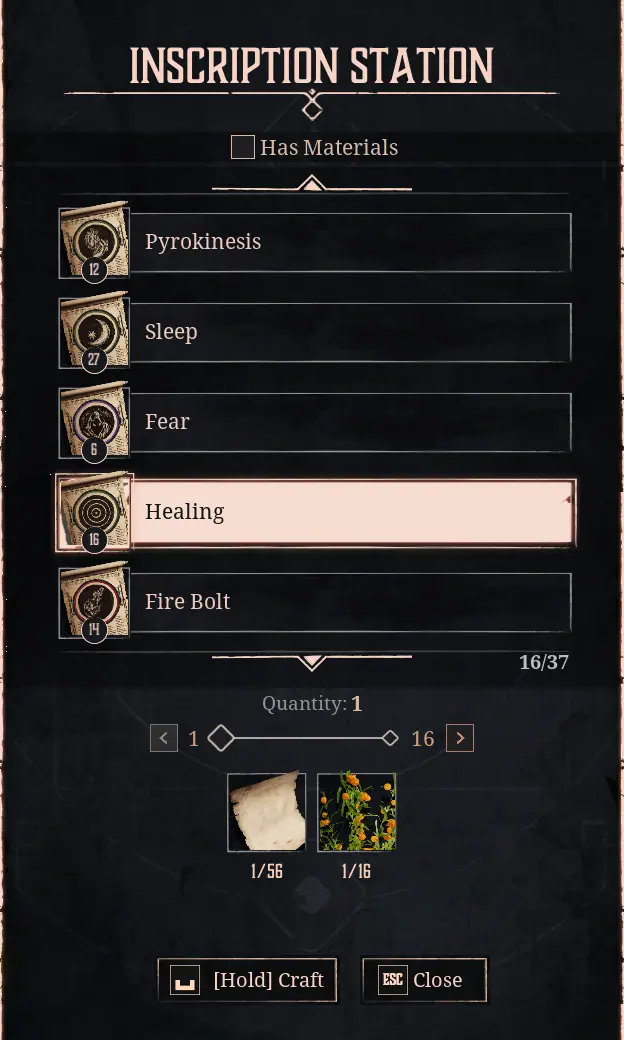 INSCRIPTION STATION
Has Materials
Pyrokinesis
12
Sleep
27
Fear
6
Healing
16
Fire Bolt
14
16/37
Quantity: 1
< 1 16 >
1/56 1/16
[Hold] Craft ESC Close